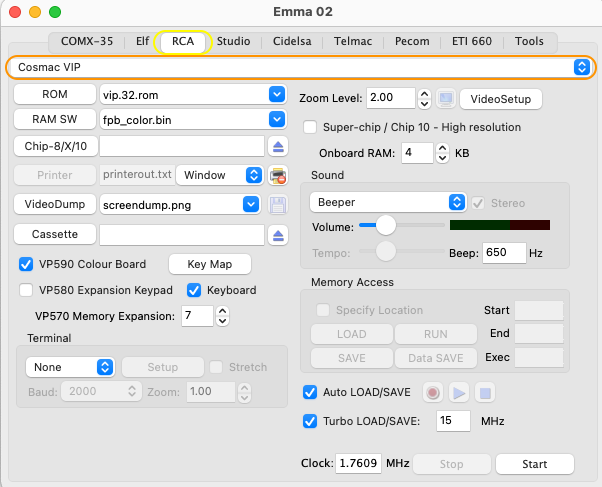 Emma 02
COMX-35 Elf RCA Studio Cidelsa Telmac Pecom ETI 660 Tools
Cosmac VIP
ROM vip.32.rom
RAM SW fpb_color.bin
Chip-8/X/10
Printer printerout.txt Window
VideoDump screendump.png
Cassette
VP590 Colour Board Key Map
VP580 Expansion Keypad Keyboard
VP570 Memory Expansion: 7
Terminal
None Setup Stretch
Baud: 2000 Zoom: 1.00
Zoom Level: 2.00 VideoSetup
Super-chip / Chip 10 - High resolution
Onboard RAM: 4 KB
Sound
Beeper Stereo
Volume:
Tempo: Beep: 650 Hz
Memory Access
Specify Location Start
LOAD RUN End
SAVE Data SAVE Exec
Auto LOAD/SAVE
Turbo LOAD/SAVE: 15 MHz
Clock: 1.7609 MHz Stop Start